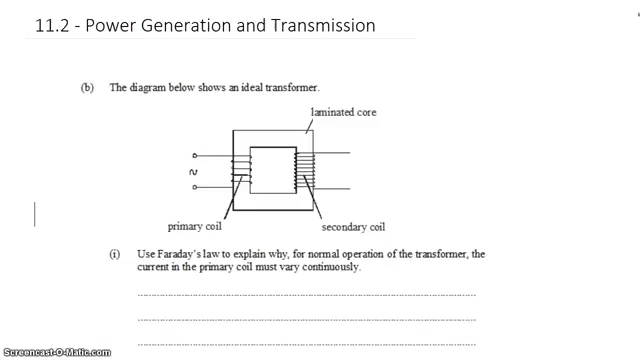 11.2 - Power Generation and Transmission
(b) The diagram below shows an ideal transformer.
laminated core
primary coil
secondary coil
(i) Use Faraday's law to explain why, for normal operation of the transformer, the
current in the primary coil must vary continuously.
Screencast-O-Matic.com